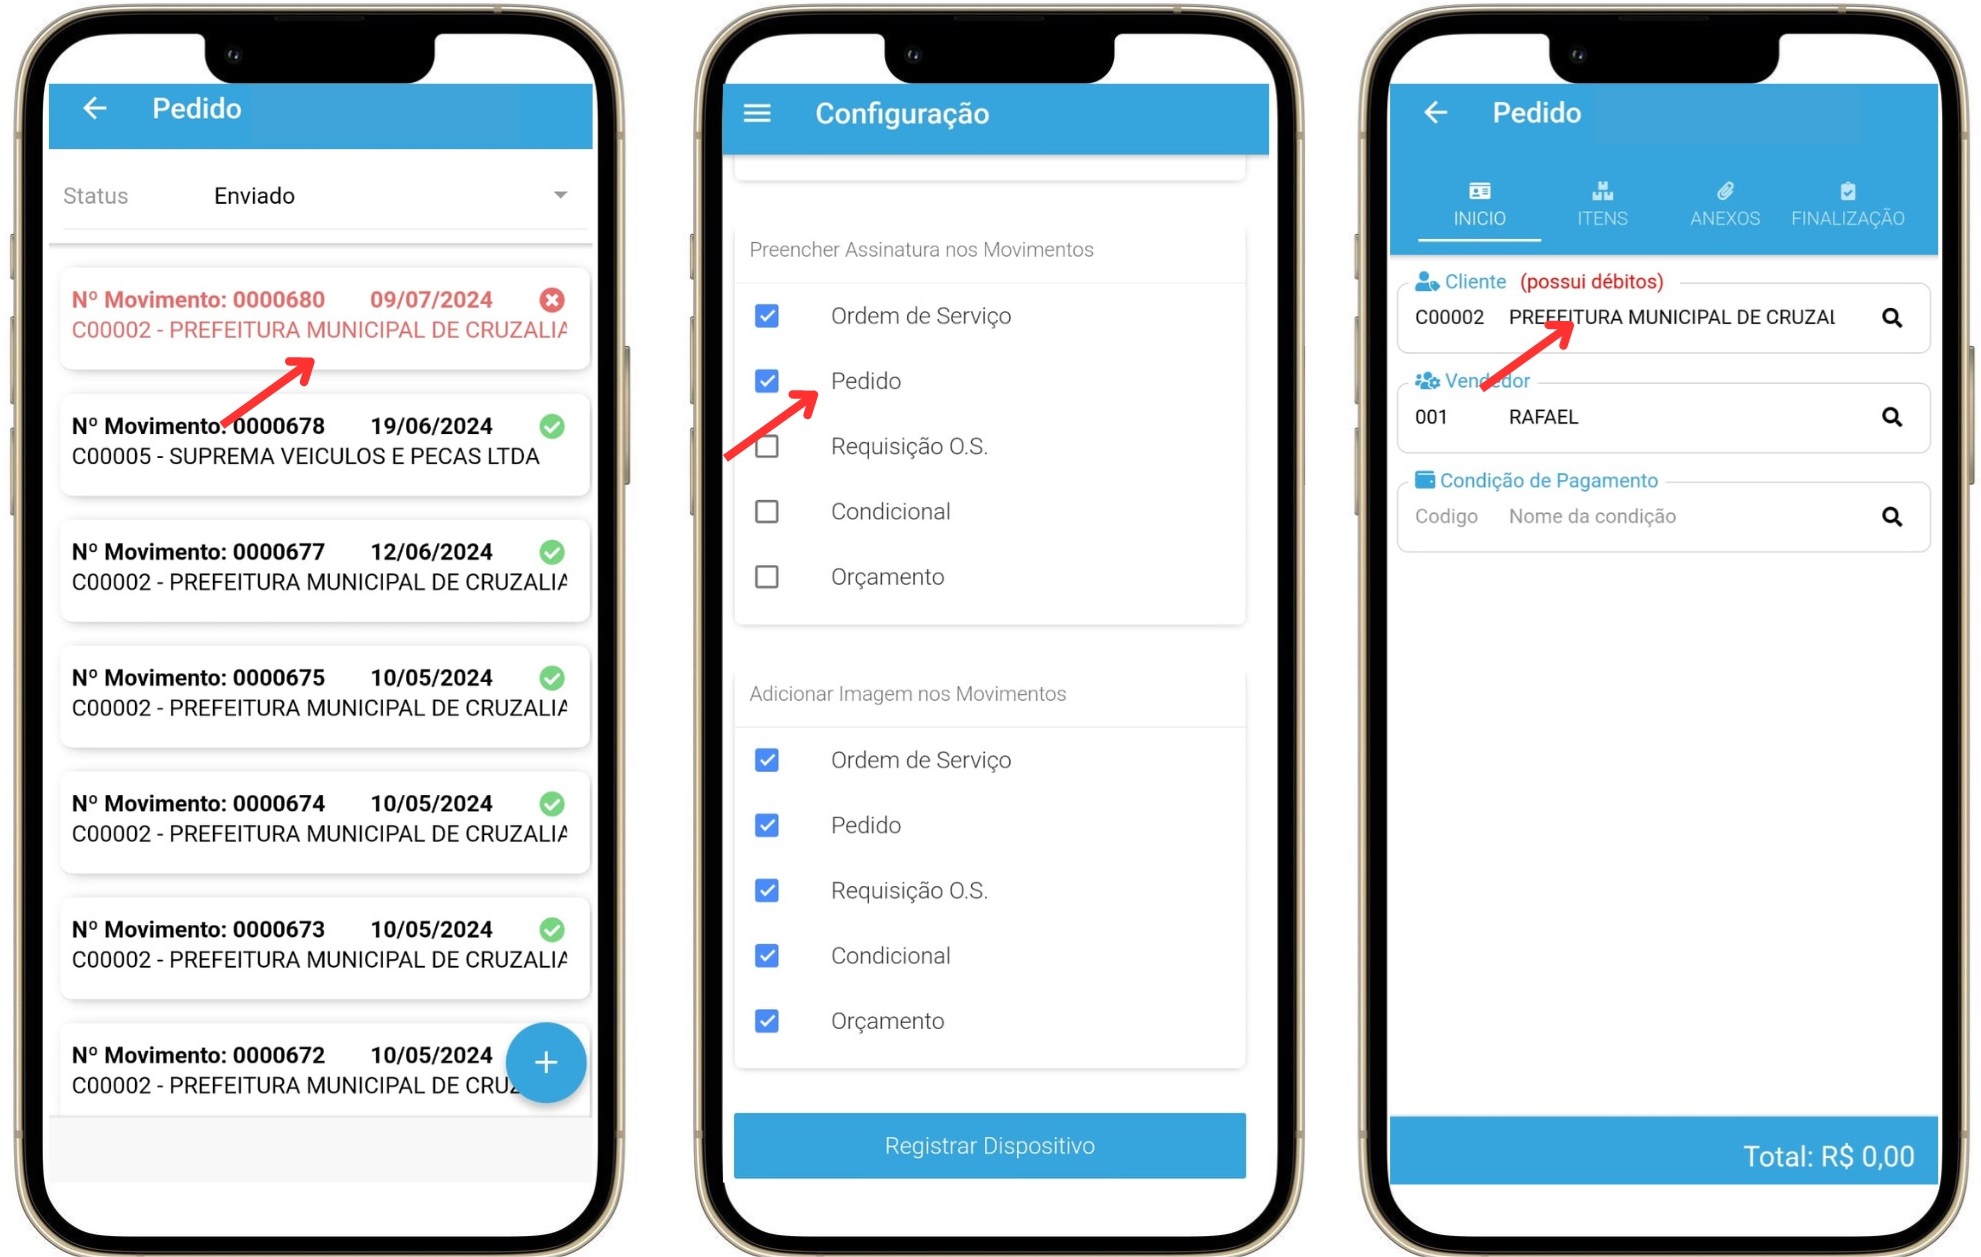 Pedido
Status Enviado
Nº Movimento: 0000680 09/07/2024
C00002 - PREFEITURA MUNICIPAL DE CRUZALIA
Nº Movimento: 0000678 19/06/2024
C00005 - SUPREMA VEICULOS E PECAS LTDA
Nº Movimento: 0000677 12/06/2024
C00002 - PREFEITURA MUNICIPAL DE CRUZALIA
Nº Movimento: 0000675 10/05/2024
C00002 - PREFEITURA MUNICIPAL DE CRUZALIA
Nº Movimento: 0000674 10/05/2024
C00002 - PREFEITURA MUNICIPAL DE CRUZALIA
Nº Movimento: 0000673 10/05/2024
C00002 - PREFEITURA MUNICIPAL DE CRUZALIA
Nº Movimento: 0000672 10/05/2024
C00002 - PREFEITURA MUNICIPAL DE CRUZ
Configuração
Preencher Assinatura nos Movimentos
Ordem de Serviço
Pedido
Requisição O.S.
Condicional
Orçamento
Adicionar Imagem nos Movimentos
Ordem de Serviço
Pedido
Requisição O.S.
Condicional
Orçamento
Registrar Dispositivo
Pedido
INICIO ITENS ANEXOS FINALIZAÇÃO
Cliente (possui débitos)
C00002 PREFEITURA MUNICIPAL DE CRUZAL
Vendedor
001 RAFAEL
Condição de Pagamento
Codigo Nome da condição
Total: R$ 0,00